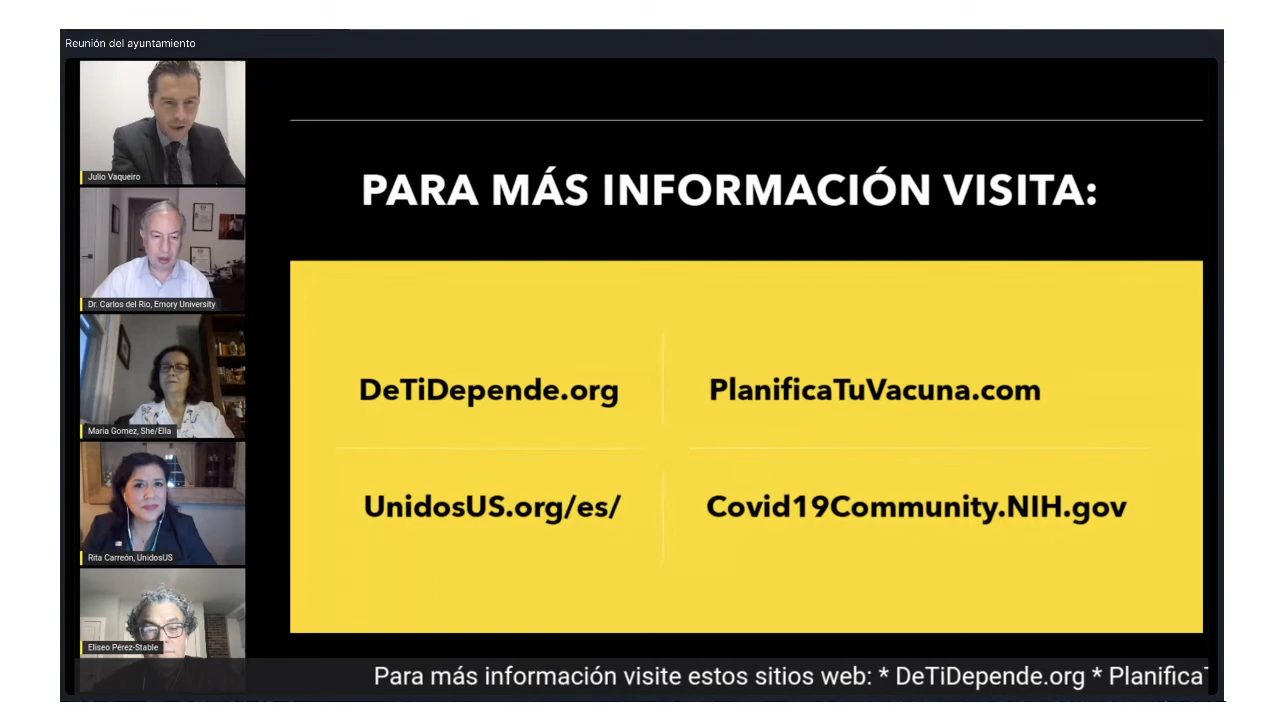 Reunión del ayuntamiento
Julio Vaqueiro
Dr. Carlos del Rio, Emory University
Maria Gomez, She/Ella
Rita Carreón, UnidosUS
Eliseo Pérez-Stable
PARA MÁS INFORMACIÓN VISITA:
DeTiDepende.org
PlanificaTuVacuna.com
UnidosUS.org/es/
Covid19Community.NIH.gov
Para más información visite estos sitios web: * DeTiDepende.org * Planifica